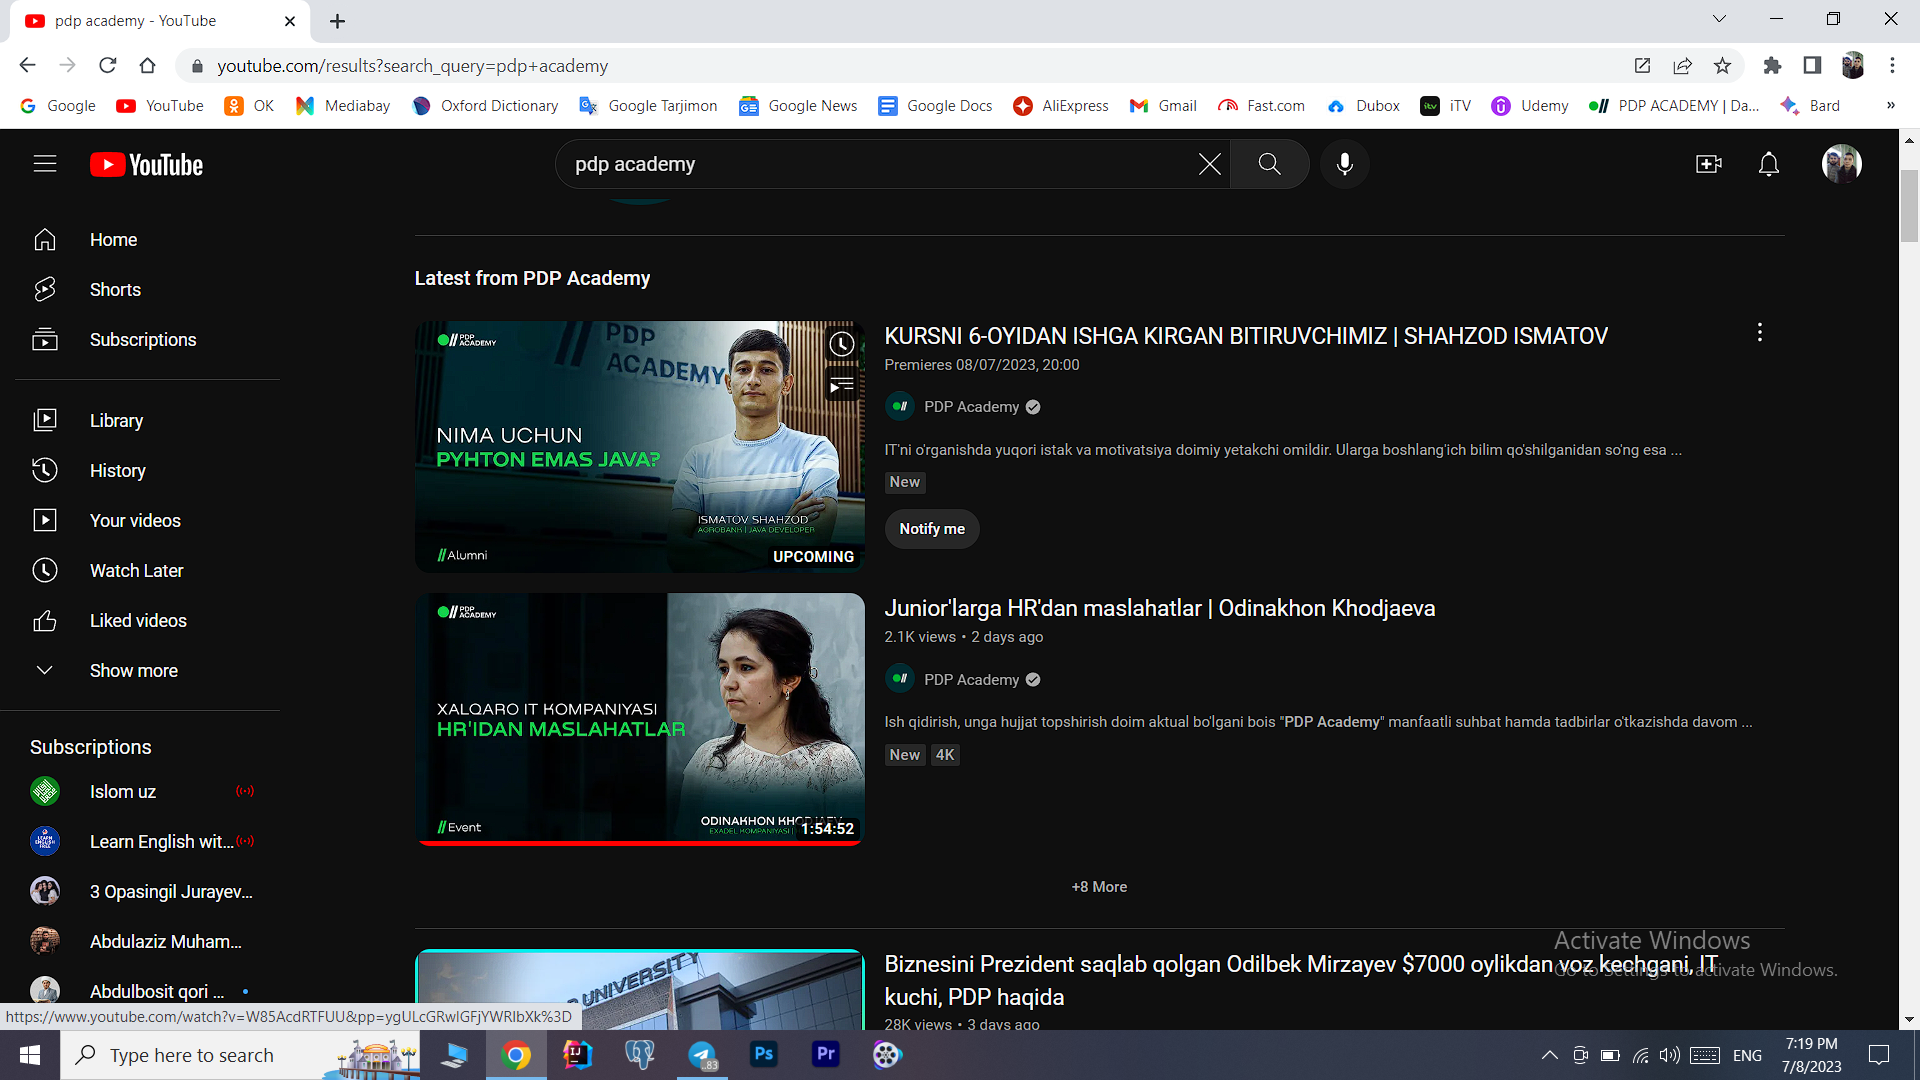 pdp academy - YouTube
youtube.com/results?search_query=pdp+academy
Google YouTube OK Mediabay Oxford Dictionary Google Tarjimon Google News Google Docs AliExpress Gmail Fast.com Dubox iTV Udemy PDP ACADEMY | Da... Bard »
YouTube
pdp academy
Home
Shorts
Subscriptions
Library
History
Your videos
Watch Later
Liked videos
Show more
Subscriptions
Islom uz
Learn English wit...
3 Opasingil Jurayev...
Abdulaziz Muham...
Abdulbosit qori ...
Latest from PDP Academy
PDP
ACADEMY
PDP
ACADEMY
NIMA UCHUN
PYHTON EMAS JAVA?
ISMATOV SHAHZOD
AGROBANK | JAVA DEVELOPER
//Alumni
UPCOMING
KURSNI 6-OYIDAN ISHGA KIRGAN BITIRUVCHIMIZ | SHAHZOD ISMATOV
Premieres 08/07/2023, 20:00
PDP Academy
IT'ni o'rganishda yuqori istak va motivatsiya doimiy yetakchi omildir. Ularga boshlang'ich bilim qo'shilganidan so'ng esa ...
New
Notify me
PDP
ACADEMY
XALQARO IT KOMPANIYASI
HR'IDAN MASLAHATLAR
ODINAKHON KHODJAEV
EXADEL KOMPANIYASI |
//Event
1:54:52
Junior'larga HR'dan maslahatlar | Odinakhon Khodjaeva
2.1K views • 2 days ago
PDP Academy
Ish qidirish, unga hujjat topshirish doim aktual bo'lgani bois "PDP Academy" manfaatli suhbat hamda tadbirlar o'tkazishda davom ...
New 4K
+8 More
UNIVERSITY
Biznesini Prezident saqlab qolgan Odilbek Mirzayev $7000 oylikdan voz kechgani, IT
kuchi, PDP haqida
28K views • 3 days ago
Activate Windows
Go to Settings to activate Windows.
https://www.youtube.com/watch?v=W85AcdRTFUU&pp=ygULcGRwIGFjYWRlbXk%3D
Type here to search
83
Ps
Pr
ENG
7:19 PM
7/8/2023